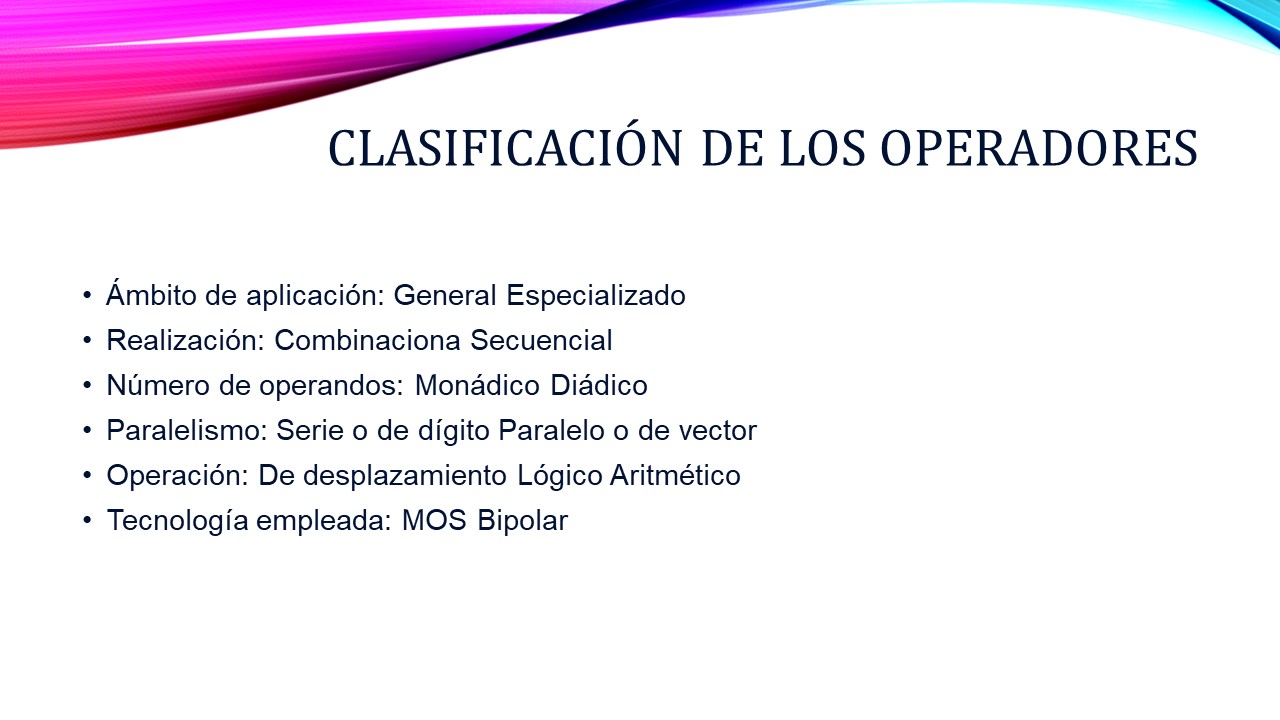 CLASIFICACIÓN DE LOS OPERADORES
• Ámbito de aplicación: General Especializado
• Realización: Combinaciona Secuencial
• Número de operandos: Monádico Diádico
• Paralelismo: Serie o de dígito Paralelo o de vector
• Operación: De desplazamiento Lógico Aritmético
• Tecnología empleada: MOS Bipolar